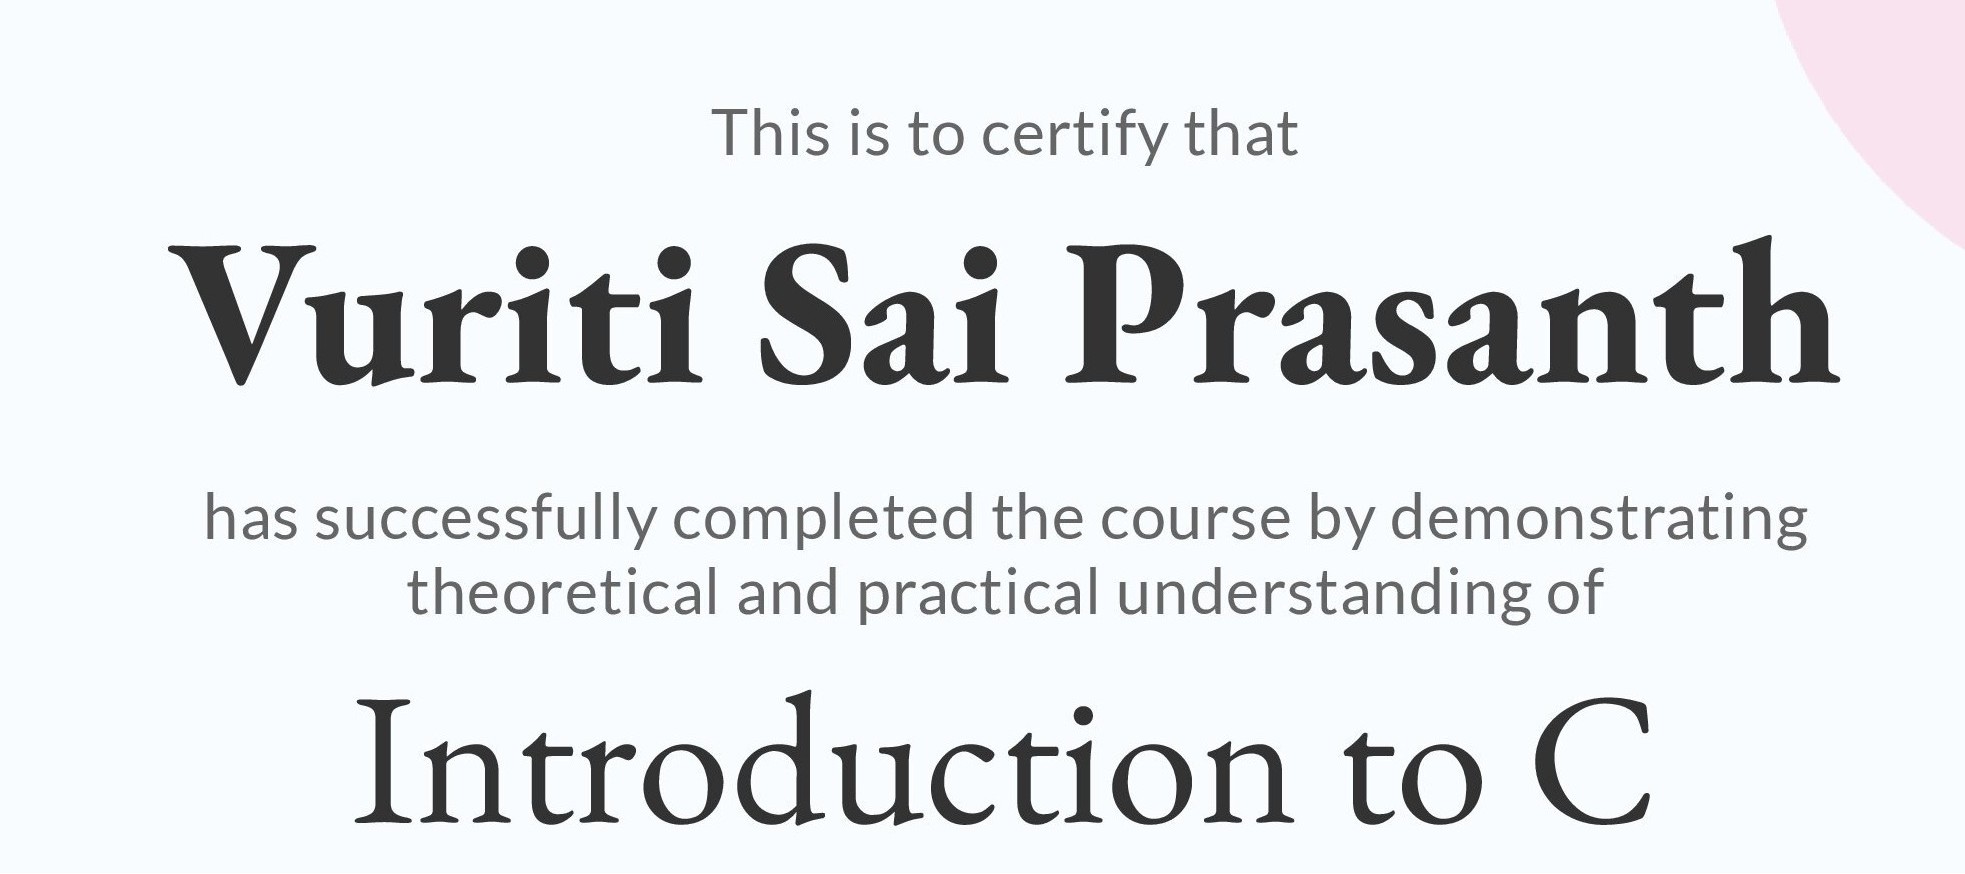 This is to certify that
Vuriti Sai Prasanth
has successfully completed the course by demonstrating
theoretical and practical understanding of
Introduction to C